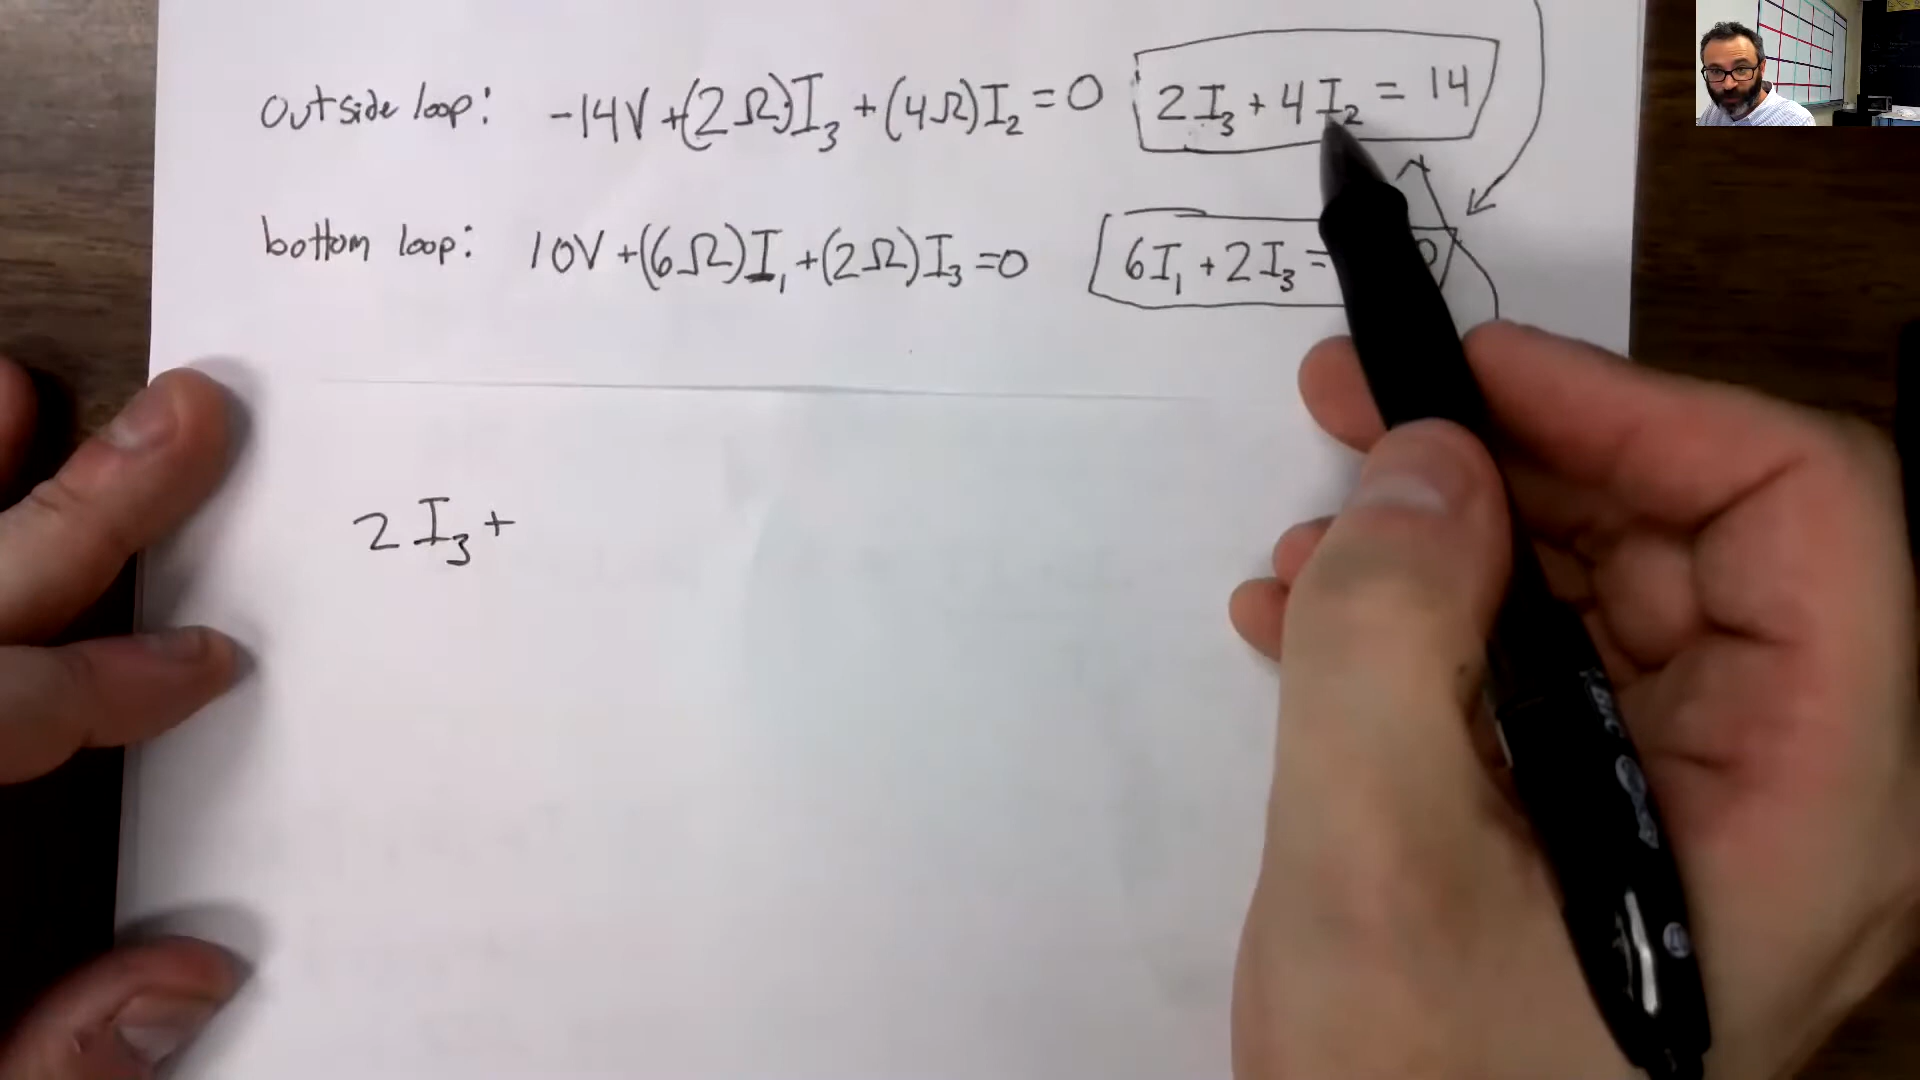 outside loop: -14V +(2Ω)I₃ +(4Ω)I₂ = 0 2I₃ + 4I₂ = 14
bottom loop: 10V +(6Ω)I₁ +(2Ω)I₃ =0 6I₁ + 2I₃ =
2I₃ +
BIC